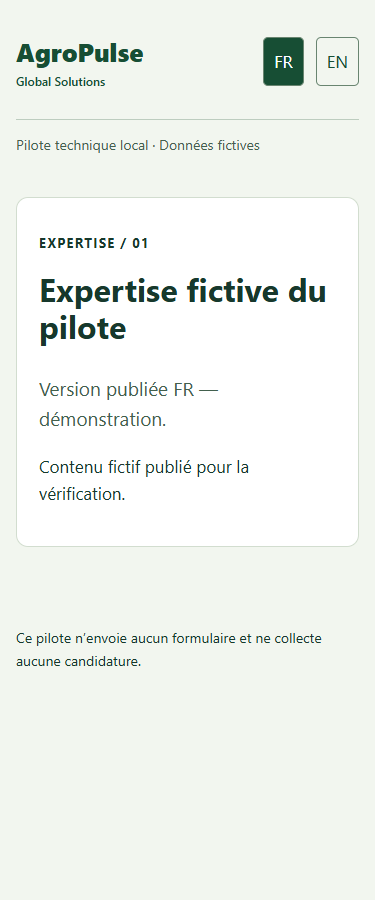 AgroPulse
Global Solutions
FR
EN
Pilote technique local · Données fictives
EXPERTISE / 01
Expertise fictive du
pilote
Version publiée FR —
démonstration.
Contenu fictif publié pour la
vérification.
Ce pilote n'envoie aucun formulaire et ne collecte
aucune candidature.